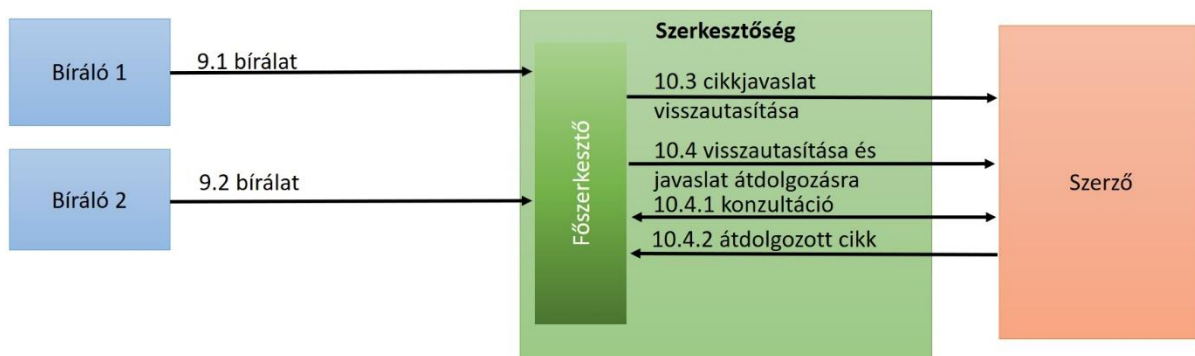 Szerkesztőség
Bíráló 1
9.1 bírálat
10.3 cikkjavaslat
visszautasítása
Bíráló 2
9.2 bírálat
Főszerkesztő
10.4 visszautasítása és
javaslat átdolgozásra
10.4.1 konzultáció
10.4.2 átdolgozott cikk
Szerző